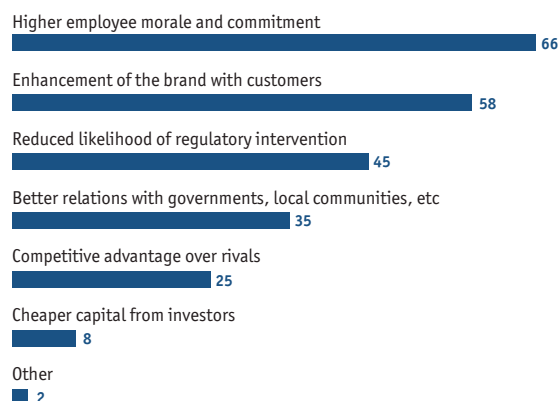 Higher employee morale and commitment
66
Enhancement of the brand with customers
58
Reduced likelihood of regulatory intervention
45
Better relations with governments, local communities, etc
35
Competitive advantage over rivals
25
Cheaper capital from investors
8
Other
2